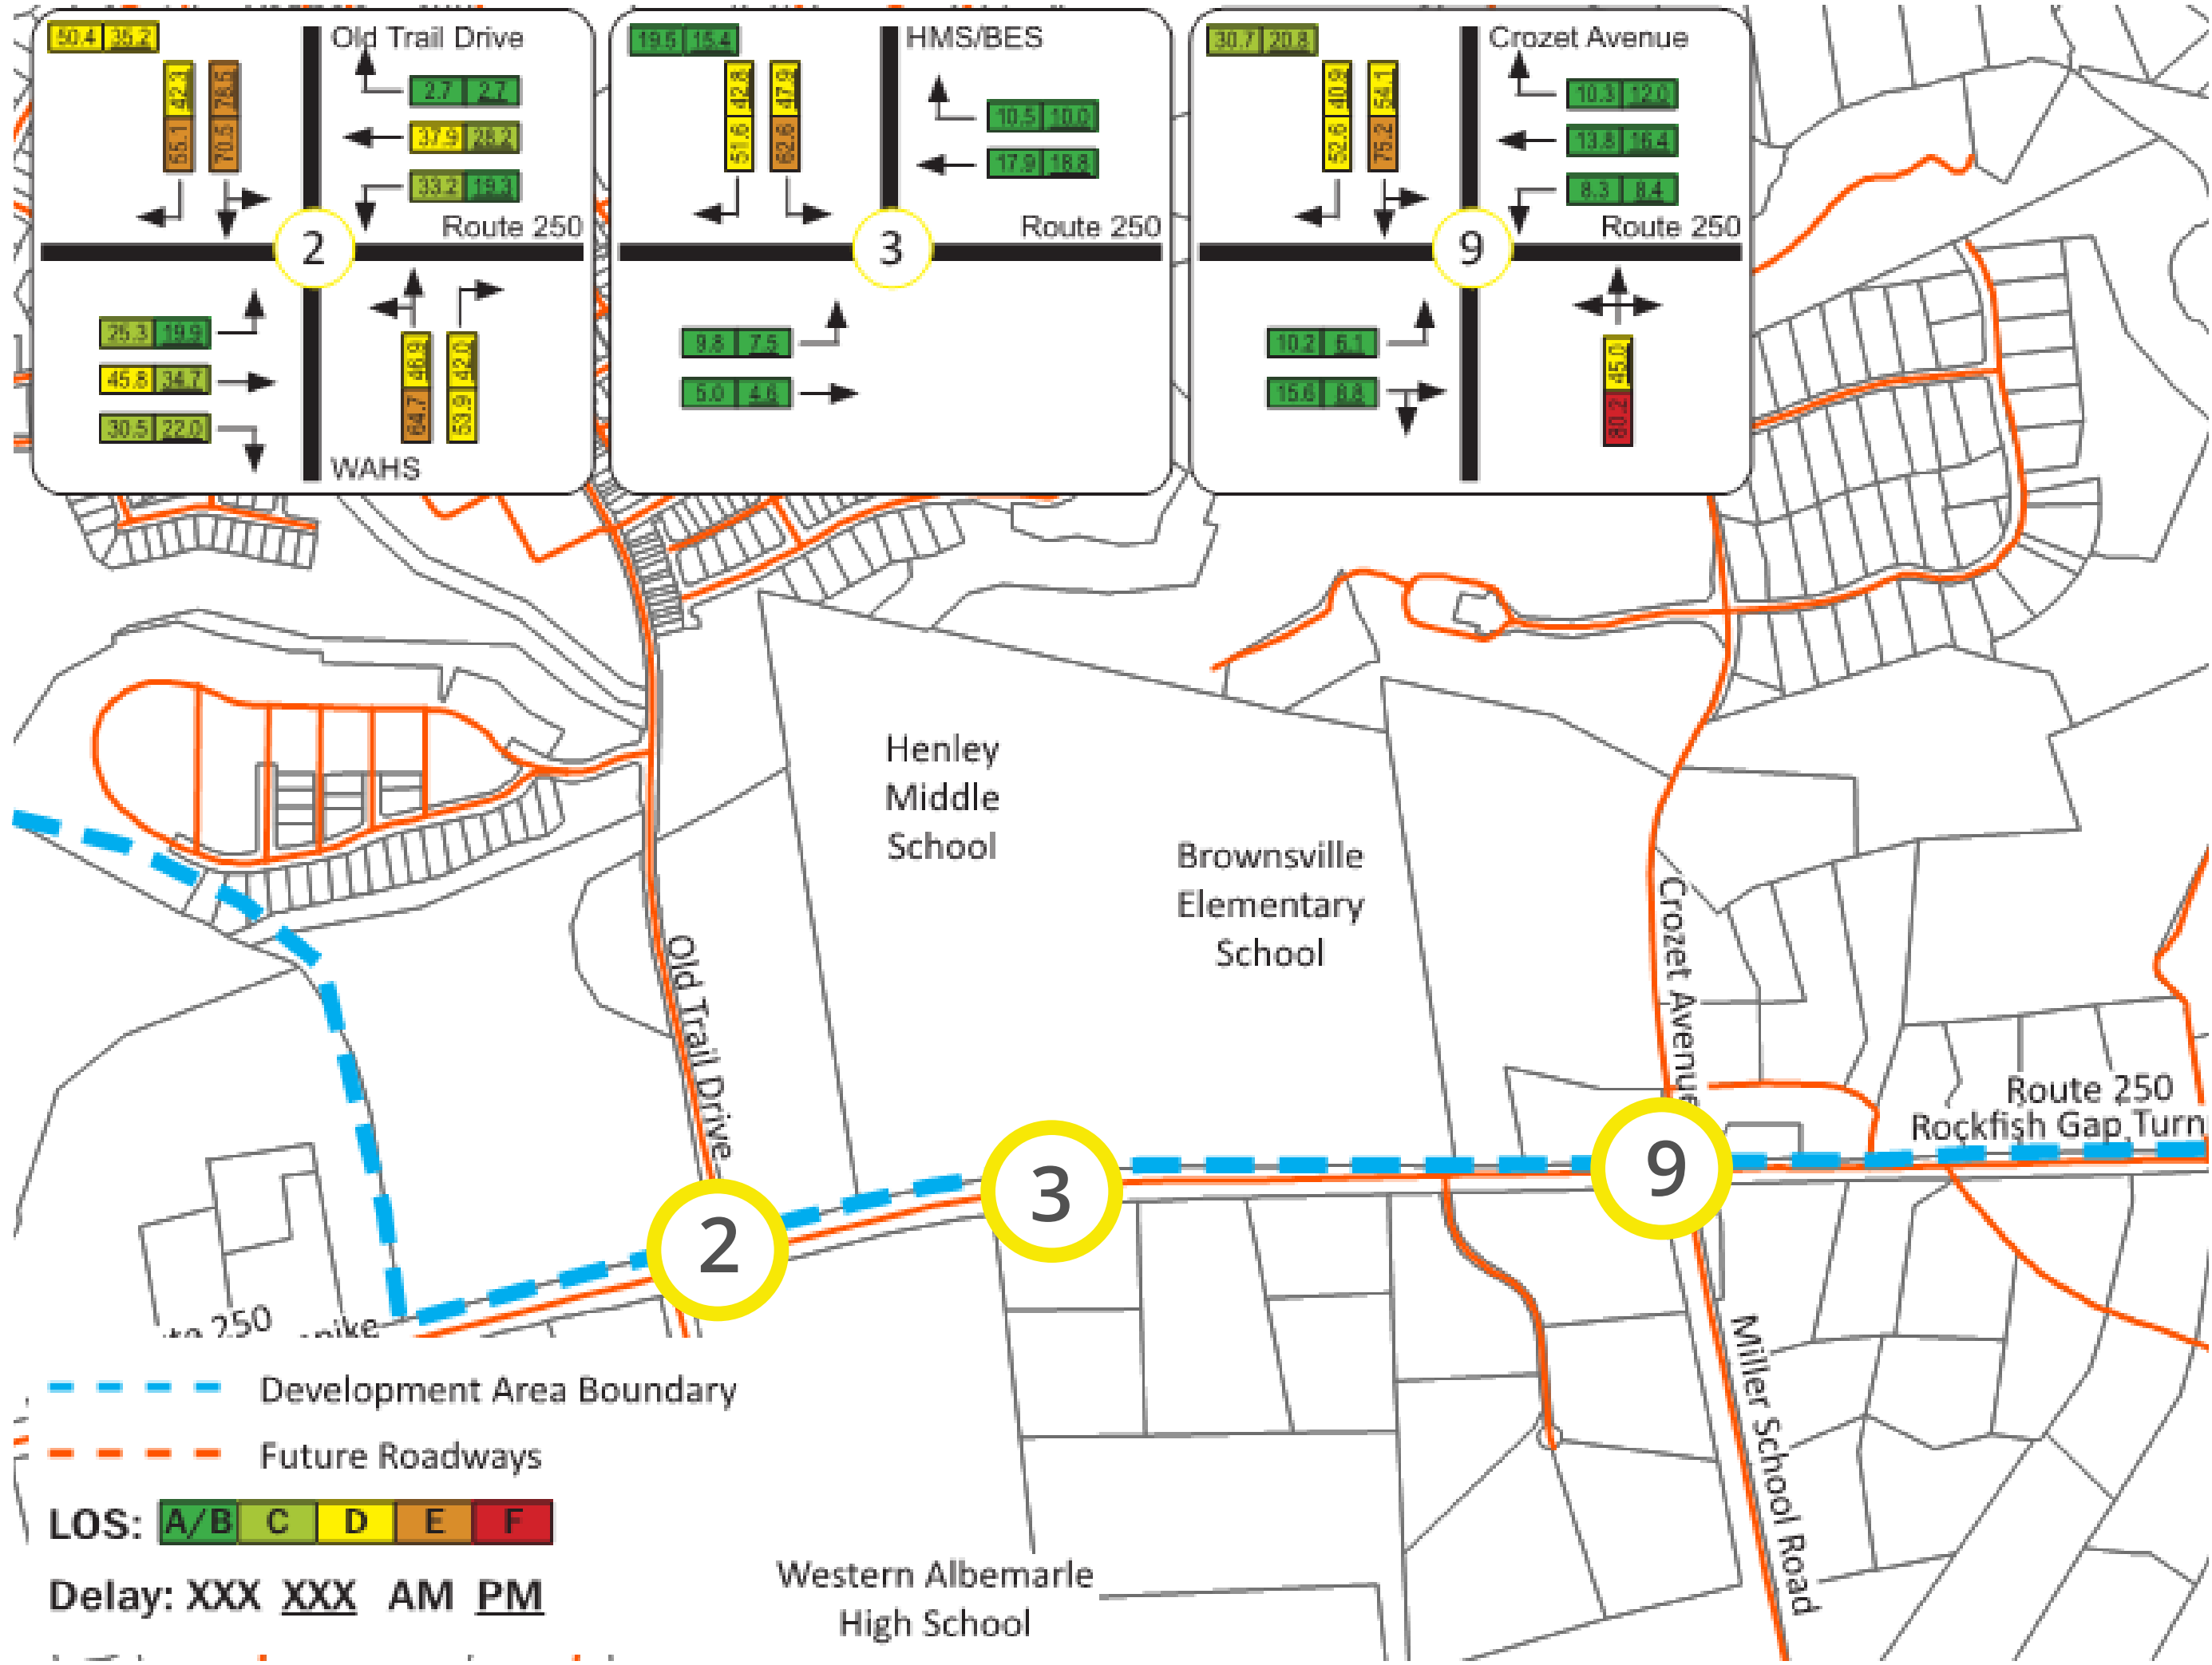 50.4 35.2
Old Trail Drive
42.3 78.5
55.1 70.5
2.7 2.7
37.9 28.2
33.2 19.3
Route 250
2
25.3 19.9
45.8 34.7
30.5 22.0
46.9 42.0
64.7 53.9
WAHS
19.5 15.4
HMS/BES
42.8 47.9
51.6 62.6
10.5 10.0
17.9 18.8
Route 250
3
9.8 7.5
5.0 4.6
30.7 20.8
Crozet Avenue
40.9 54.1
52.6 75.2
10.3 12.0
13.8 16.4
8.3 8.4
Route 250
9
10.2 6.1
15.6 8.8
45.0
80.2
Henley
Middle
School
Brownsville
Elementary
School
Old Trail Drive
Crozet Avenue
Route 250
Rockfish Gap Turn
2
3
9
250
Miller School Road
Development Area Boundary
Future Roadways
LOS: A/B C D E F
Delay: XXX XXX AM PM
Western Albemarle
High School